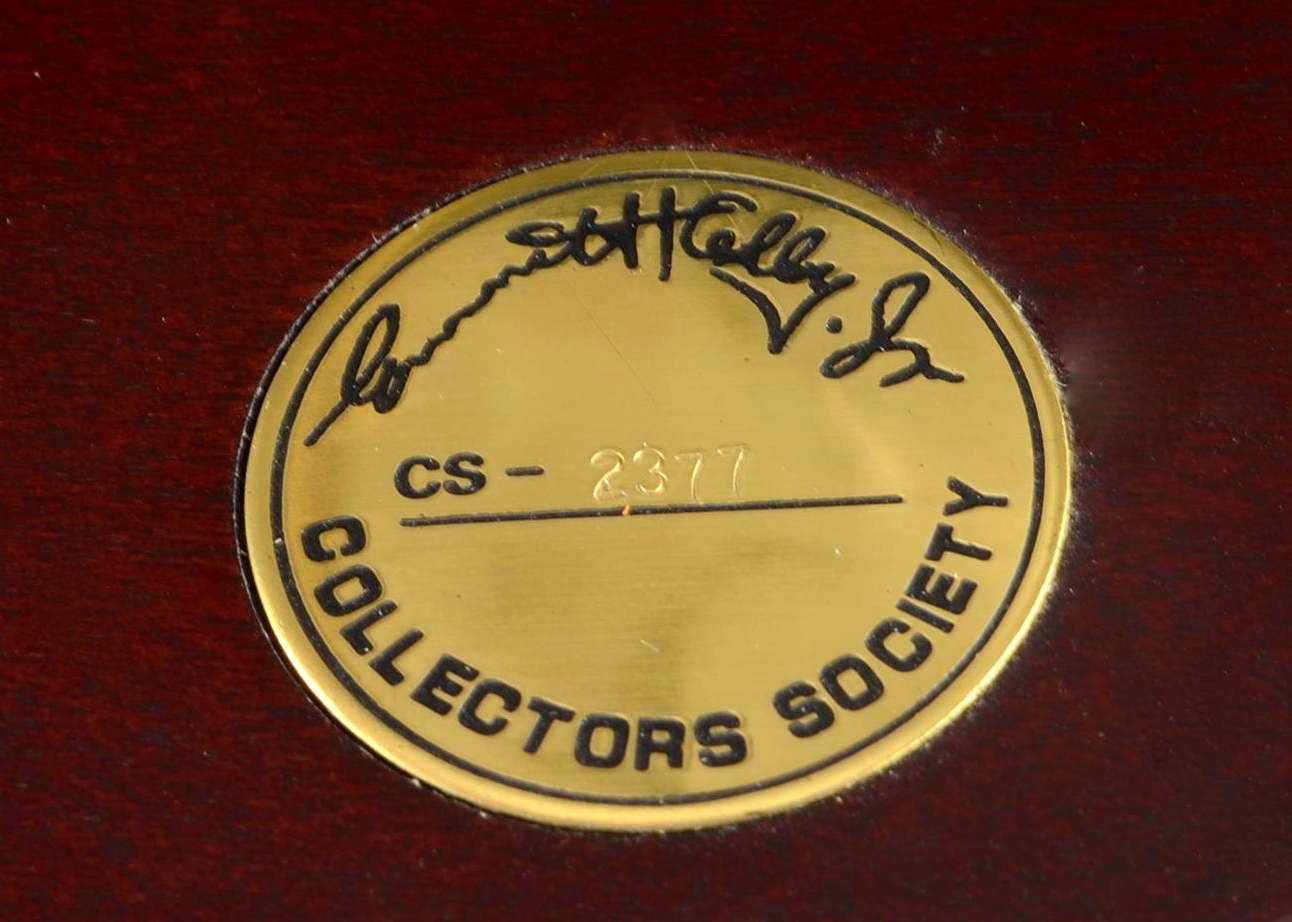 Emmett Kelly, Jr.
CS - 2377
COLLECTORS SOCIETY